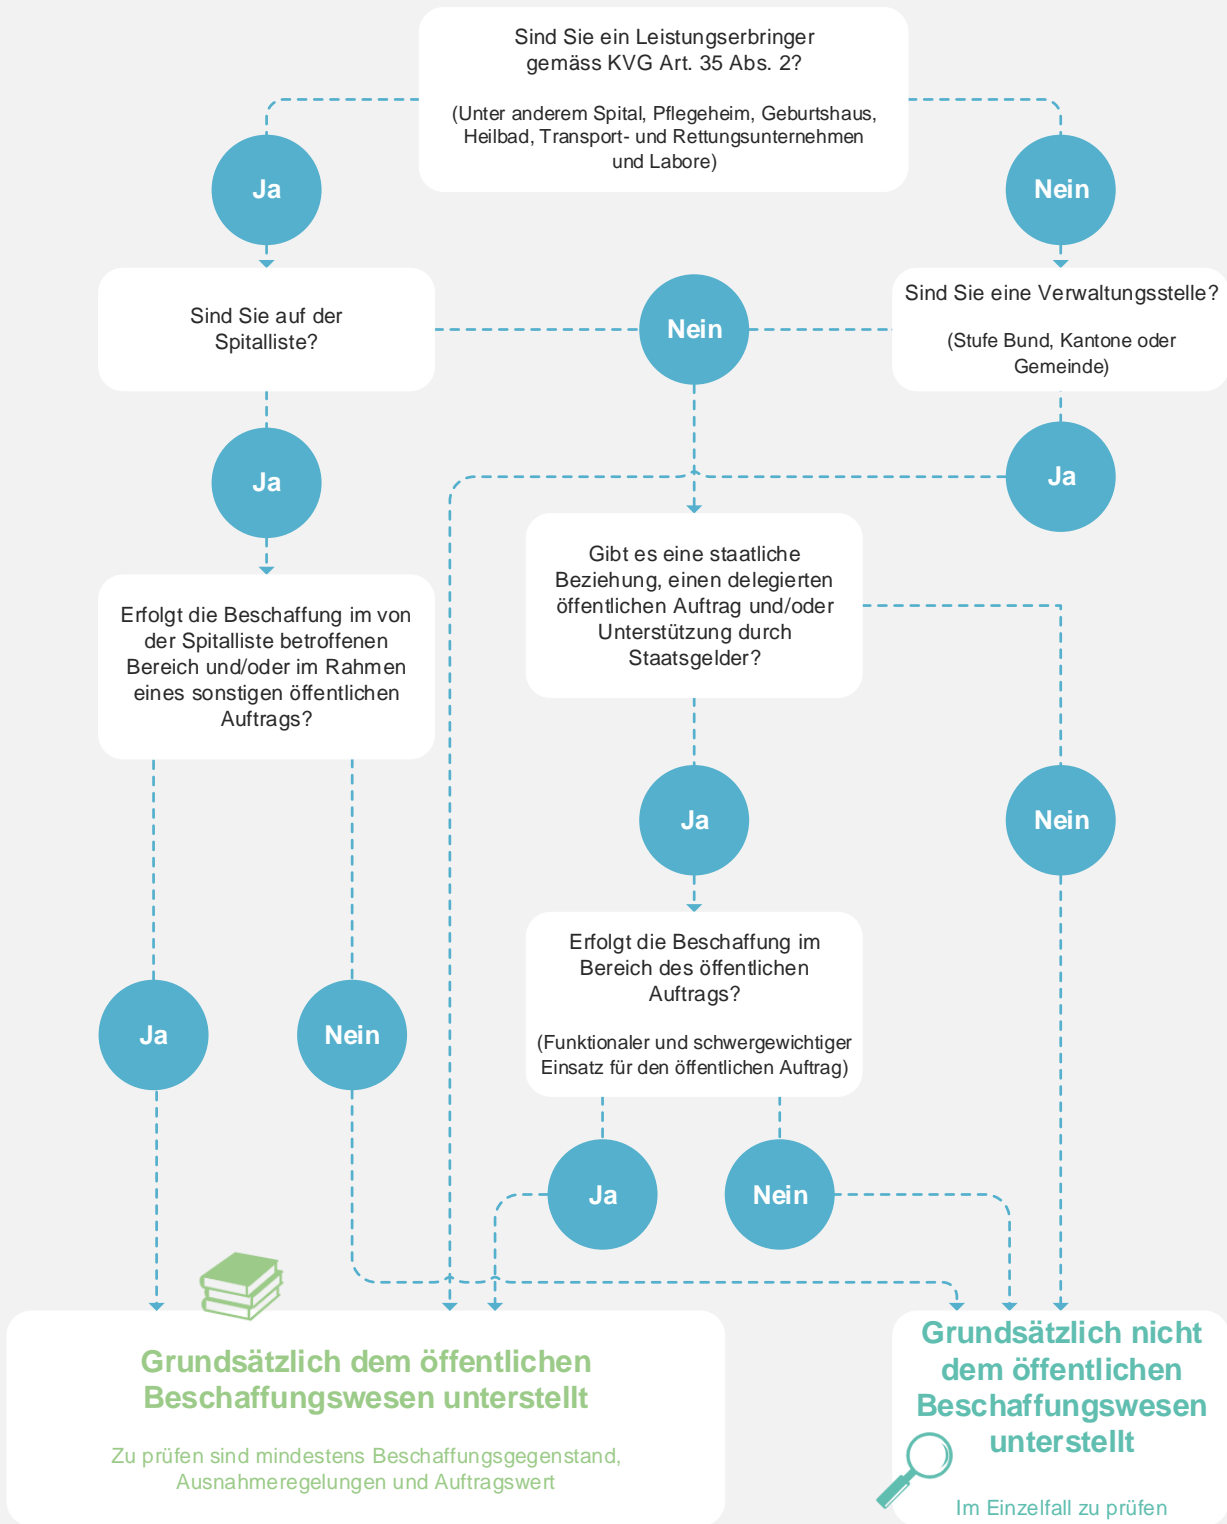 Sind Sie ein Leistungserbringer
gemäss KVG Art. 35 Abs. 2?
(Unter anderem Spital, Pflegeheim, Geburtshaus,
Heilbad, Transport- und Rettungsunternehmen
und Labore)
Ja
Nein
Sind Sie auf der
Spitalliste?
Nein
Sind Sie eine Verwaltungsstelle?
(Stufe Bund, Kantone oder
Gemeinde)
Ja
Ja
Gibt es eine staatliche
Beziehung, einen delegierten
öffentlichen Auftrag und/oder
Unterstützung durch
Staatsgelder?
Erfolgt die Beschaffung im von
der Spitalliste betroffenen
Bereich und/oder im Rahmen
eines sonstigen öffentlichen
Auftrags?
Ja
Nein
Erfolgt die Beschaffung im
Bereich des öffentlichen
Auftrags?
(Funktionaler und schwergewichtiger
Einsatz für den öffentlichen Auftrag)
Ja
Nein
Ja
Nein
Grundsätzlich dem öffentlichen
Beschaffungswesen unterstellt
Zu prüfen sind mindestens Beschaffungsgegenstand,
Ausnahmeregelungen und Auftragswert
Grundsätzlich nicht
dem öffentlichen
Beschaffungswesen
unterstellt
Im Einzelfall zu prüfen